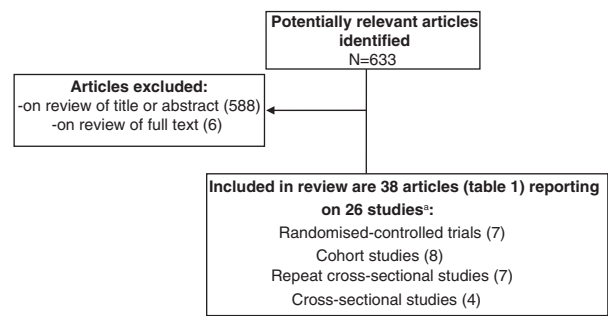 Potentially relevant articles
identified
N=633
Articles excluded:
-on review of title or abstract (588)
-on review of full text (6)
Included in review are 38 articles (table 1) reporting
on 26 studiesª:
Randomised-controlled trials (7)
Cohort studies (8)
Repeat cross-sectional studies (7)
Cross-sectional studies (4)